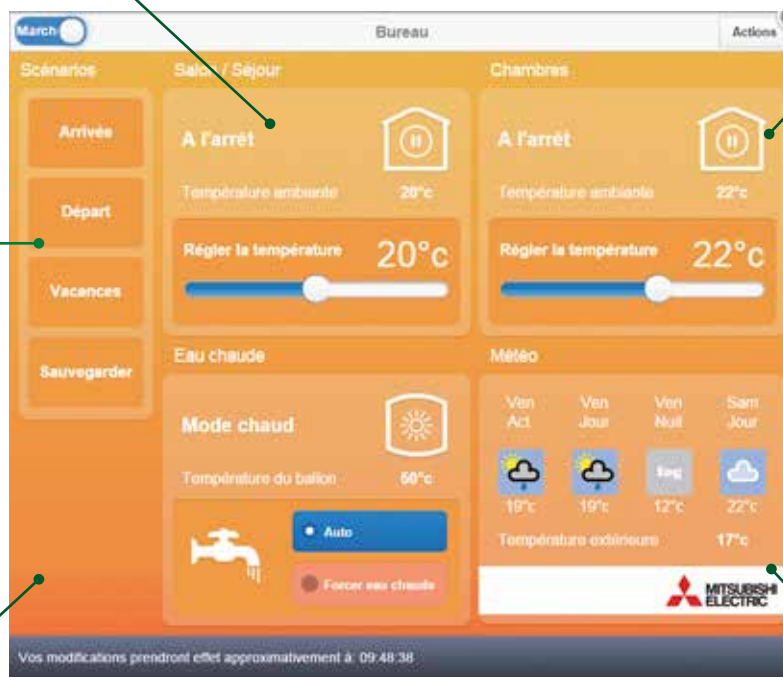 March
Bureau
Actions
Scénarios
Arrivée
Départ
Vacances
Sauvegarder
Salon / Séjour
A l'arrêt
Température ambiante 20°c
Régler la température 20°c
Chambres
A l'arrêt
Température ambiante 22°c
Régler la température 22°c
Eau chaude
Mode chaud
Température du ballon 50°c
Auto
Forcer eau chaude
Météo
Ven Ven Ven Sam
Act. Jour Nuit Jour
fog
19°c 19°c 12°c 22°c
Température extérieure 17°c
MITSUBISHI
ELECTRIC
Vos modifications prendront effet approximativement à: 09:48:38